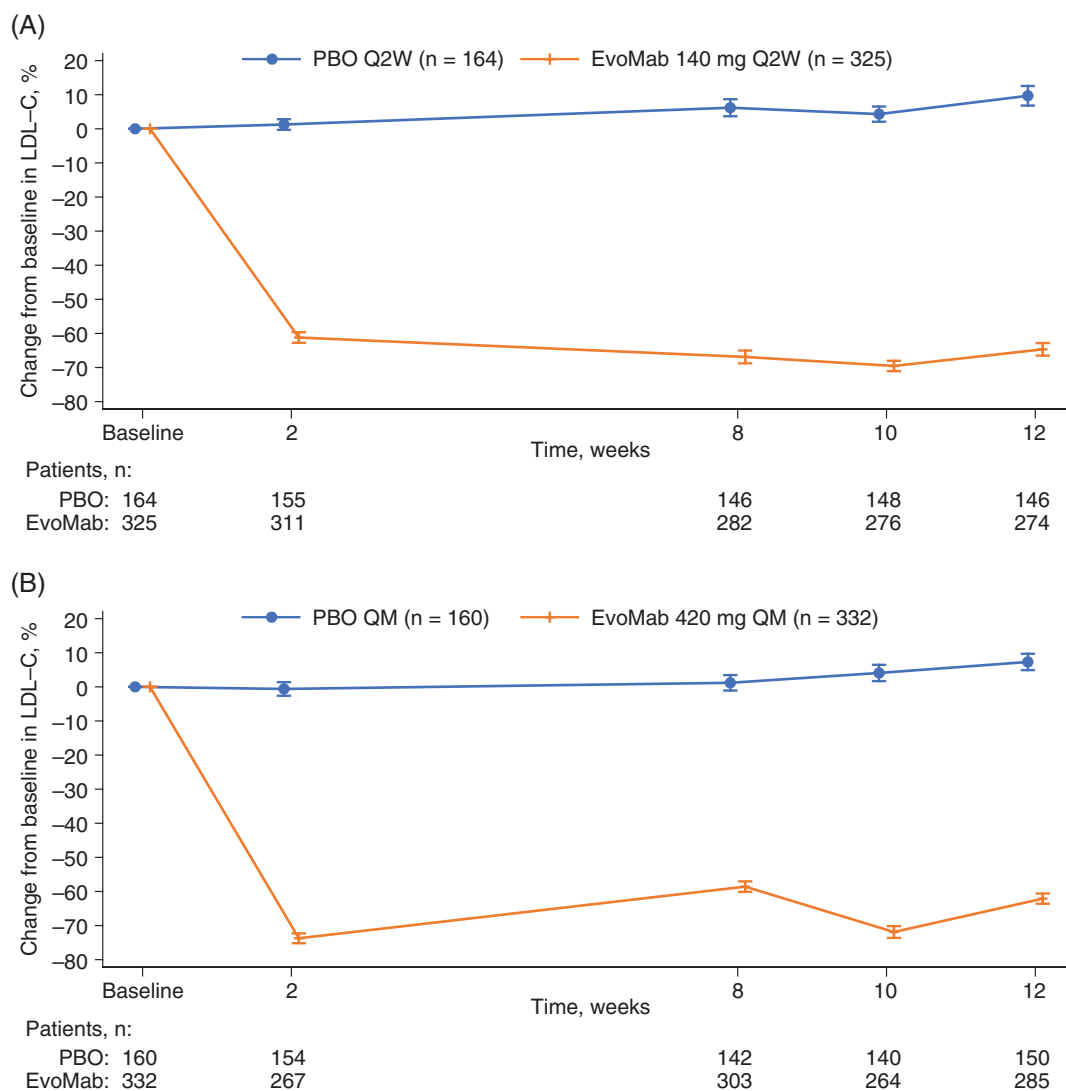 (A)
PBO Q2W (n = 164) EvoMab 140 mg Q2W (n = 325)
Change from baseline in LDL–C, %
20
10
0
–10
–20
–30
–40
–50
–60
–70
–80
Baseline 2 8 10 12
Time, weeks
Patients, n:
PBO: 164 155 146 148 146
EvoMab: 325 311 282 276 274
(B)
PBO QM (n = 160) EvoMab 420 mg QM (n = 332)
Change from baseline in LDL–C, %
20
10
0
–10
–20
–30
–40
–50
–60
–70
–80
Baseline 2 8 10 12
Time, weeks
Patients, n:
PBO: 160 154 142 140 150
EvoMab: 332 267 303 264 285